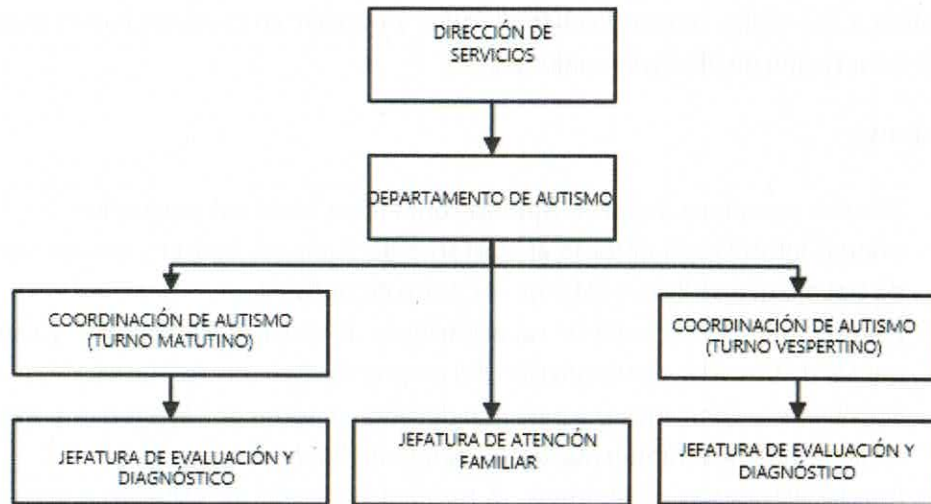 DIRECCIÓN DE
SERVICIOS
DEPARTAMENTO DE AUTISMO
COORDINACIÓN DE AUTISMO
(TURNO MATUTINO)
COORDINACIÓN DE AUTISMO
(TURNO VESPERTINO)
JEFATURA DE EVALUACIÓN Y
DIAGNÓSTICO
JEFATURA DE ATENCIÓN
FAMILIAR
JEFATURA DE EVALUACIÓN Y
DIAGNÓSTICO